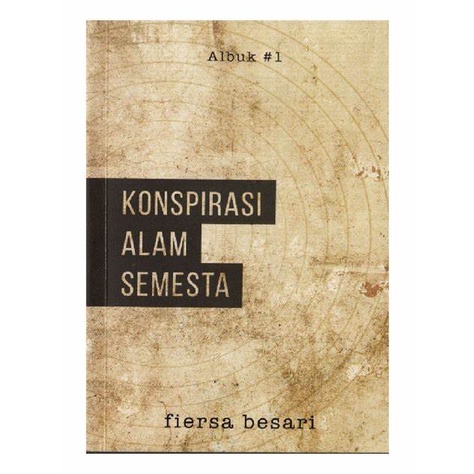 Albuk #1
KONSPIRASI
ALAM
SEMESTA
fiersa besari